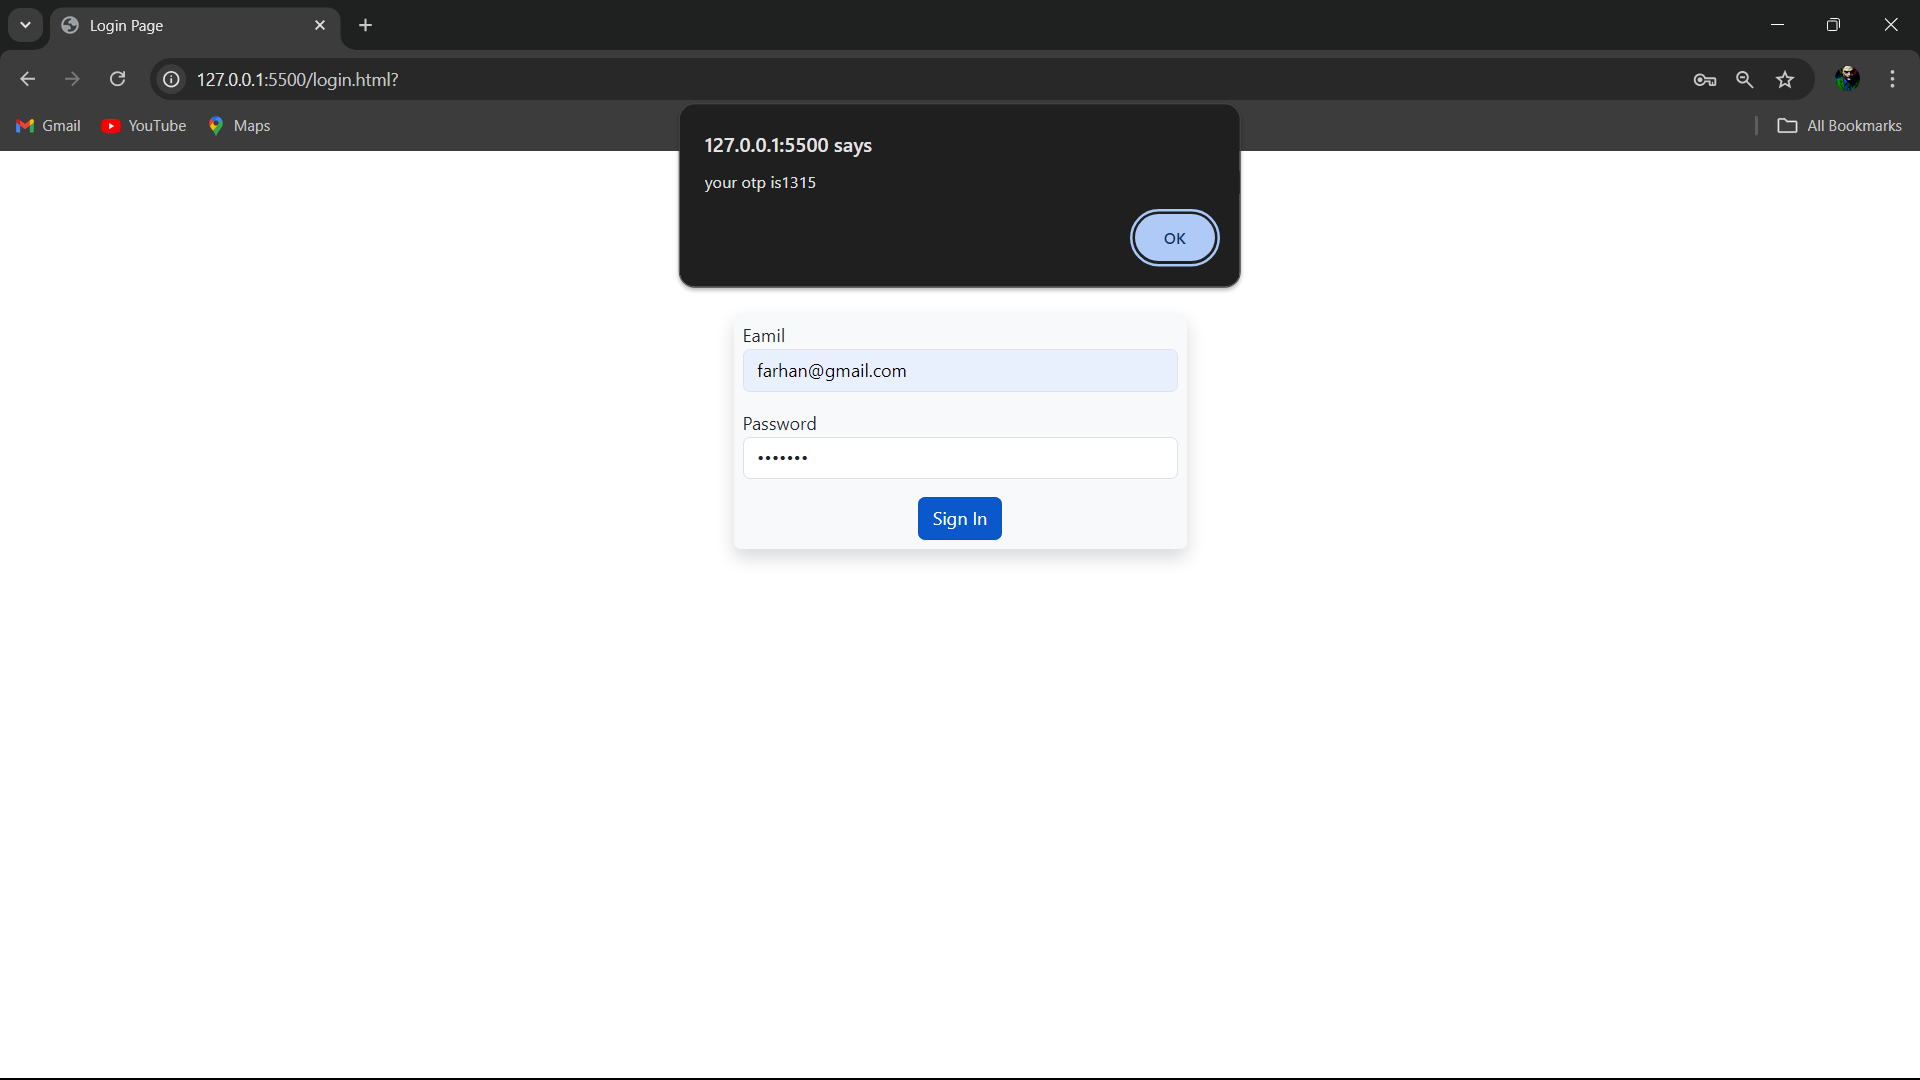 Login Page
127.0.0.1:5500/login.html?
Gmail YouTube Maps All Bookmarks
127.0.0.1:5500 says
your otp is1315
OK
Eamil
farhan@gmail.com
Password
•••••••
Sign In